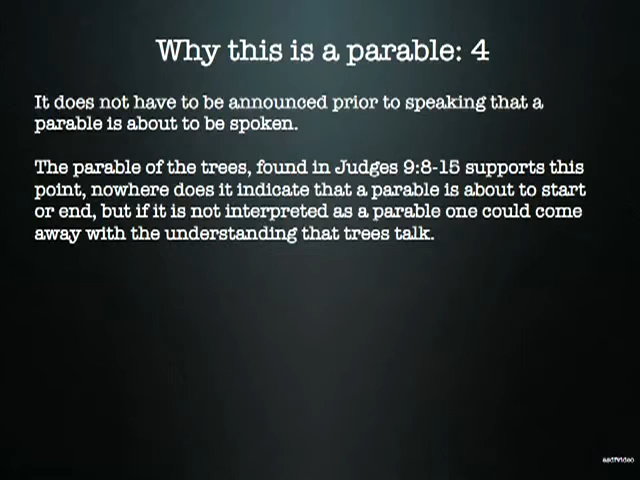 Why this is a parable: 4
It does not have to be announced prior to speaking that a
parable is about to be spoken.
The parable of the trees, found in Judges 9:8-15 supports this
point, nowhere does it indicate that a parable is about to start
or end, but if it is not interpreted as a parable one could come
away with the understanding that trees talk.